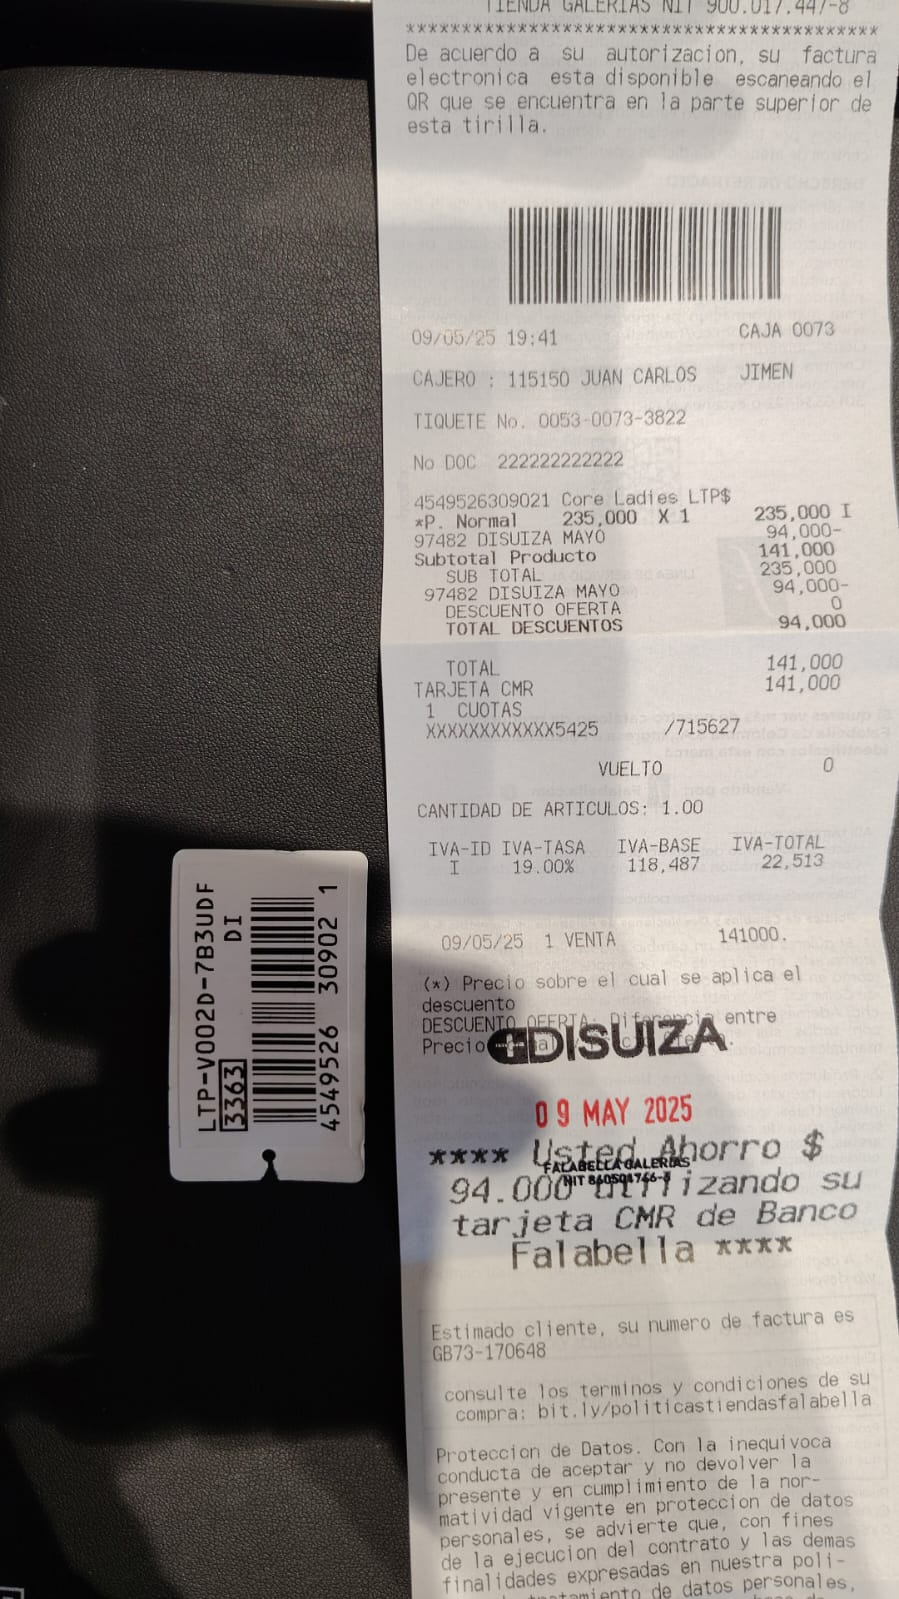 TIENDA GALERIAS NIT 900.017.447-8
******************************************
De acuerdo a su autorizacion, su factura
electronica esta disponible escaneando el
QR que se encuentra en la parte superior de
esta tirilla.
09/05/25 19:41 CAJA 0073
CAJERO : 115150 JUAN CARLOS JIMEN
TIQUETE No. 0053-0073-3822
No DOC 222222222222
4549526309021 Core Ladies LTP$
*P. Normal 235,000 X 1 235,000 I
97482 DISUIZA MAYO 94,000-
Subtotal Producto 141,000
SUB TOTAL 235,000
97482 DISUIZA MAYO 94,000-
DESCUENTO OFERTA 0
TOTAL DESCUENTOS 94,000
TOTAL 141,000
TARJETA CMR 141,000
1 CUOTAS
XXXXXXXXXXXX5425 /715627
VUELTO 0
CANTIDAD DE ARTICULOS: 1.00
IVA-ID IVA-TASA IVA-BASE IVA-TOTAL
I 19.00% 118,487 22,513
09/05/25 1 VENTA 141000.
(*) Precio sobre el cual se aplica el
descuento
DESCUENTO OFERTA: Diferencia entre
Precio
DISUIZA
09 MAY 2025
FALABELLA GALERIAS
**** Usted Ahorro $
94.000 utilizando su
tarjeta CMR de Banco
Falabella ****
Estimado cliente, su numero de factura es
GB73-170648
consulte los terminos y condiciones de su
compra: bit.ly/politicastiendasfalabella
Proteccion de Datos. Con la inequivoca
conducta de aceptar y no devolver la
presente y en cumplimiento de la nor-
matividad vigente en proteccion de datos
personales, se advierte que, con fines
de la ejecucion del contrato y las demas
finalidades expresadas en nuestra poli-
de datos personales,
LTP-V002D-7B3UDF
DI
3363
4549526 30902 1